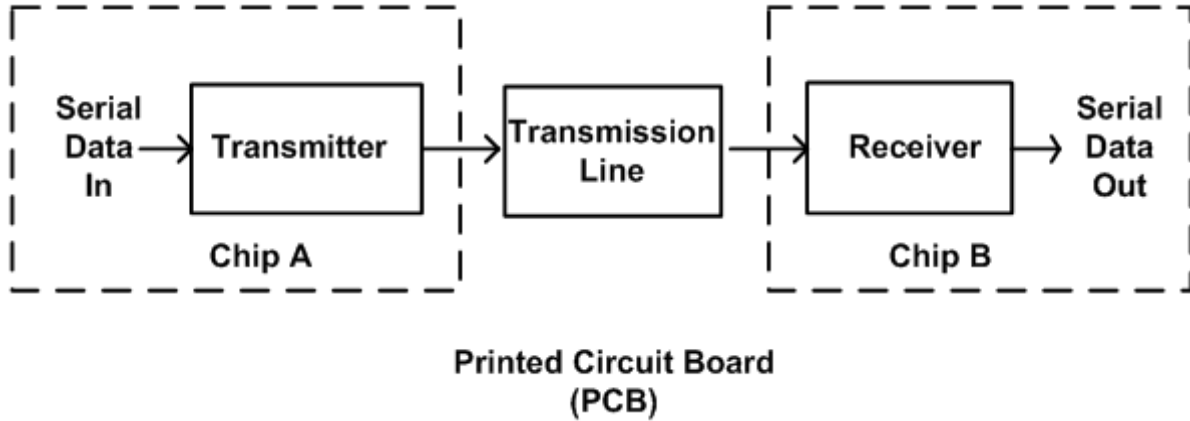 Serial
Data
In
Transmitter
Chip A
Transmission
Line
Receiver
Chip B
Serial
Data
Out
Printed Circuit Board
(PCB)